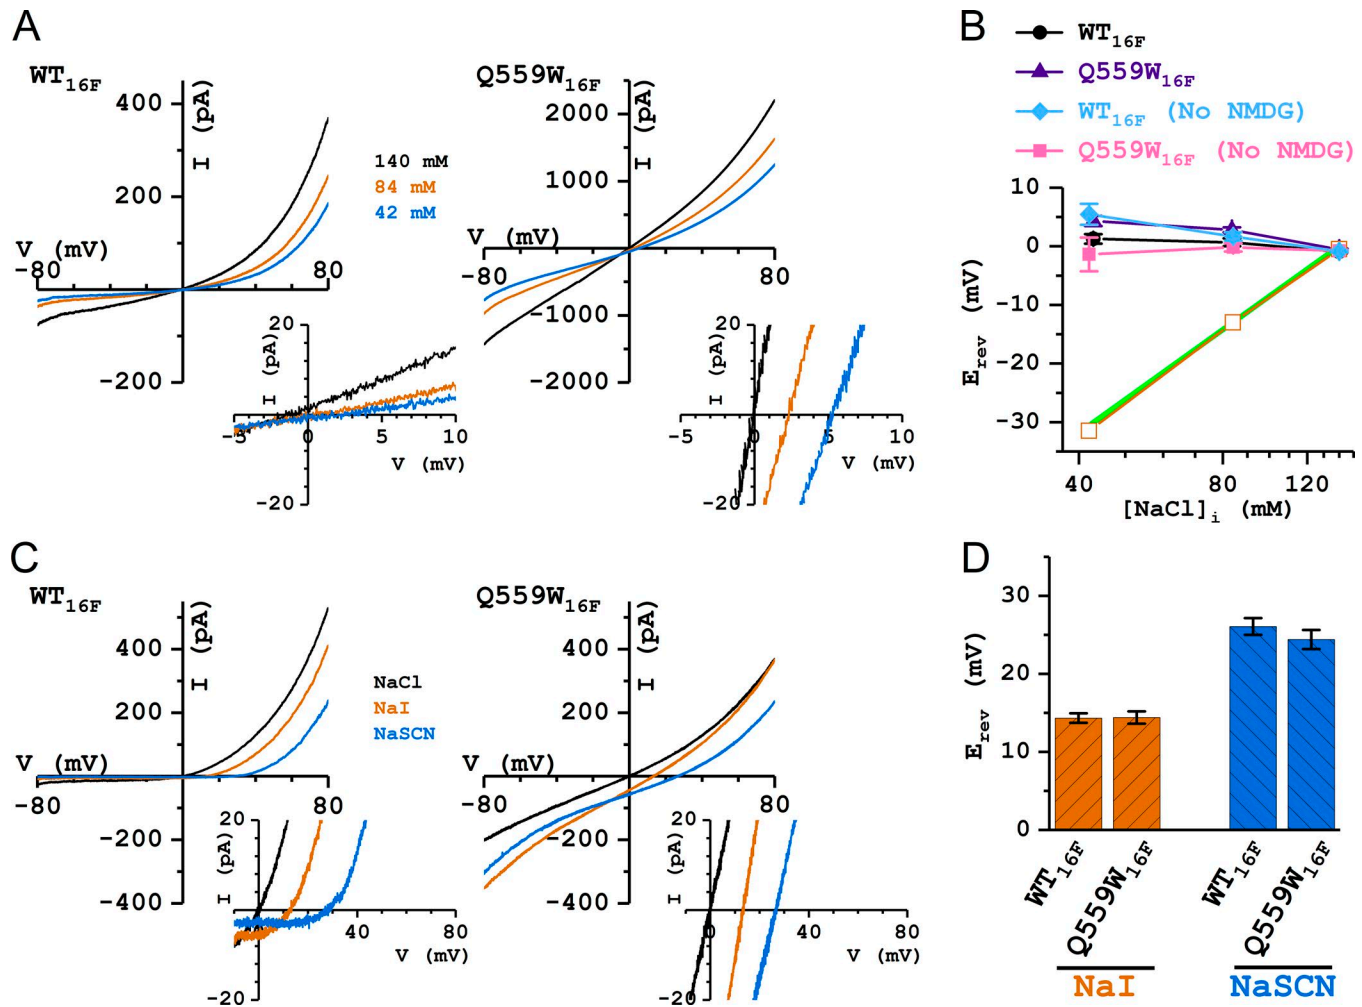 A
WT16F
I (pA)
400
200
-200
V (mV)
-80
80
140 mM
84 mM
42 mM
20
I (pA)
-5
0
5
10
V (mV)
-20
Q559W16F
I (pA)
2000
1000
-1000
-2000
V (mV)
-80
80
20
I (pA)
-5
0
5
10
V (mV)
-20
B
WT16F
Q559W16F
WT16F (No NMDG)
Q559W16F (No NMDG)
10
0
-10
-20
-30
Erev (mV)
40
80
120
[NaCl]i (mM)
C
WT16F
I (pA)
400
200
-200
-400
V (mV)
-80
80
NaCl
NaI
NaSCN
20
I (pA)
40
80
V (mV)
-20
Q559W16F
I (pA)
400
200
-200
-400
V (mV)
-80
80
20
I (pA)
0
40
80
V (mV)
-20
D
30
20
10
0
Erev (mV)
WT16F
Q559W16F
WT16F
Q559W16F
NaI
NaSCN